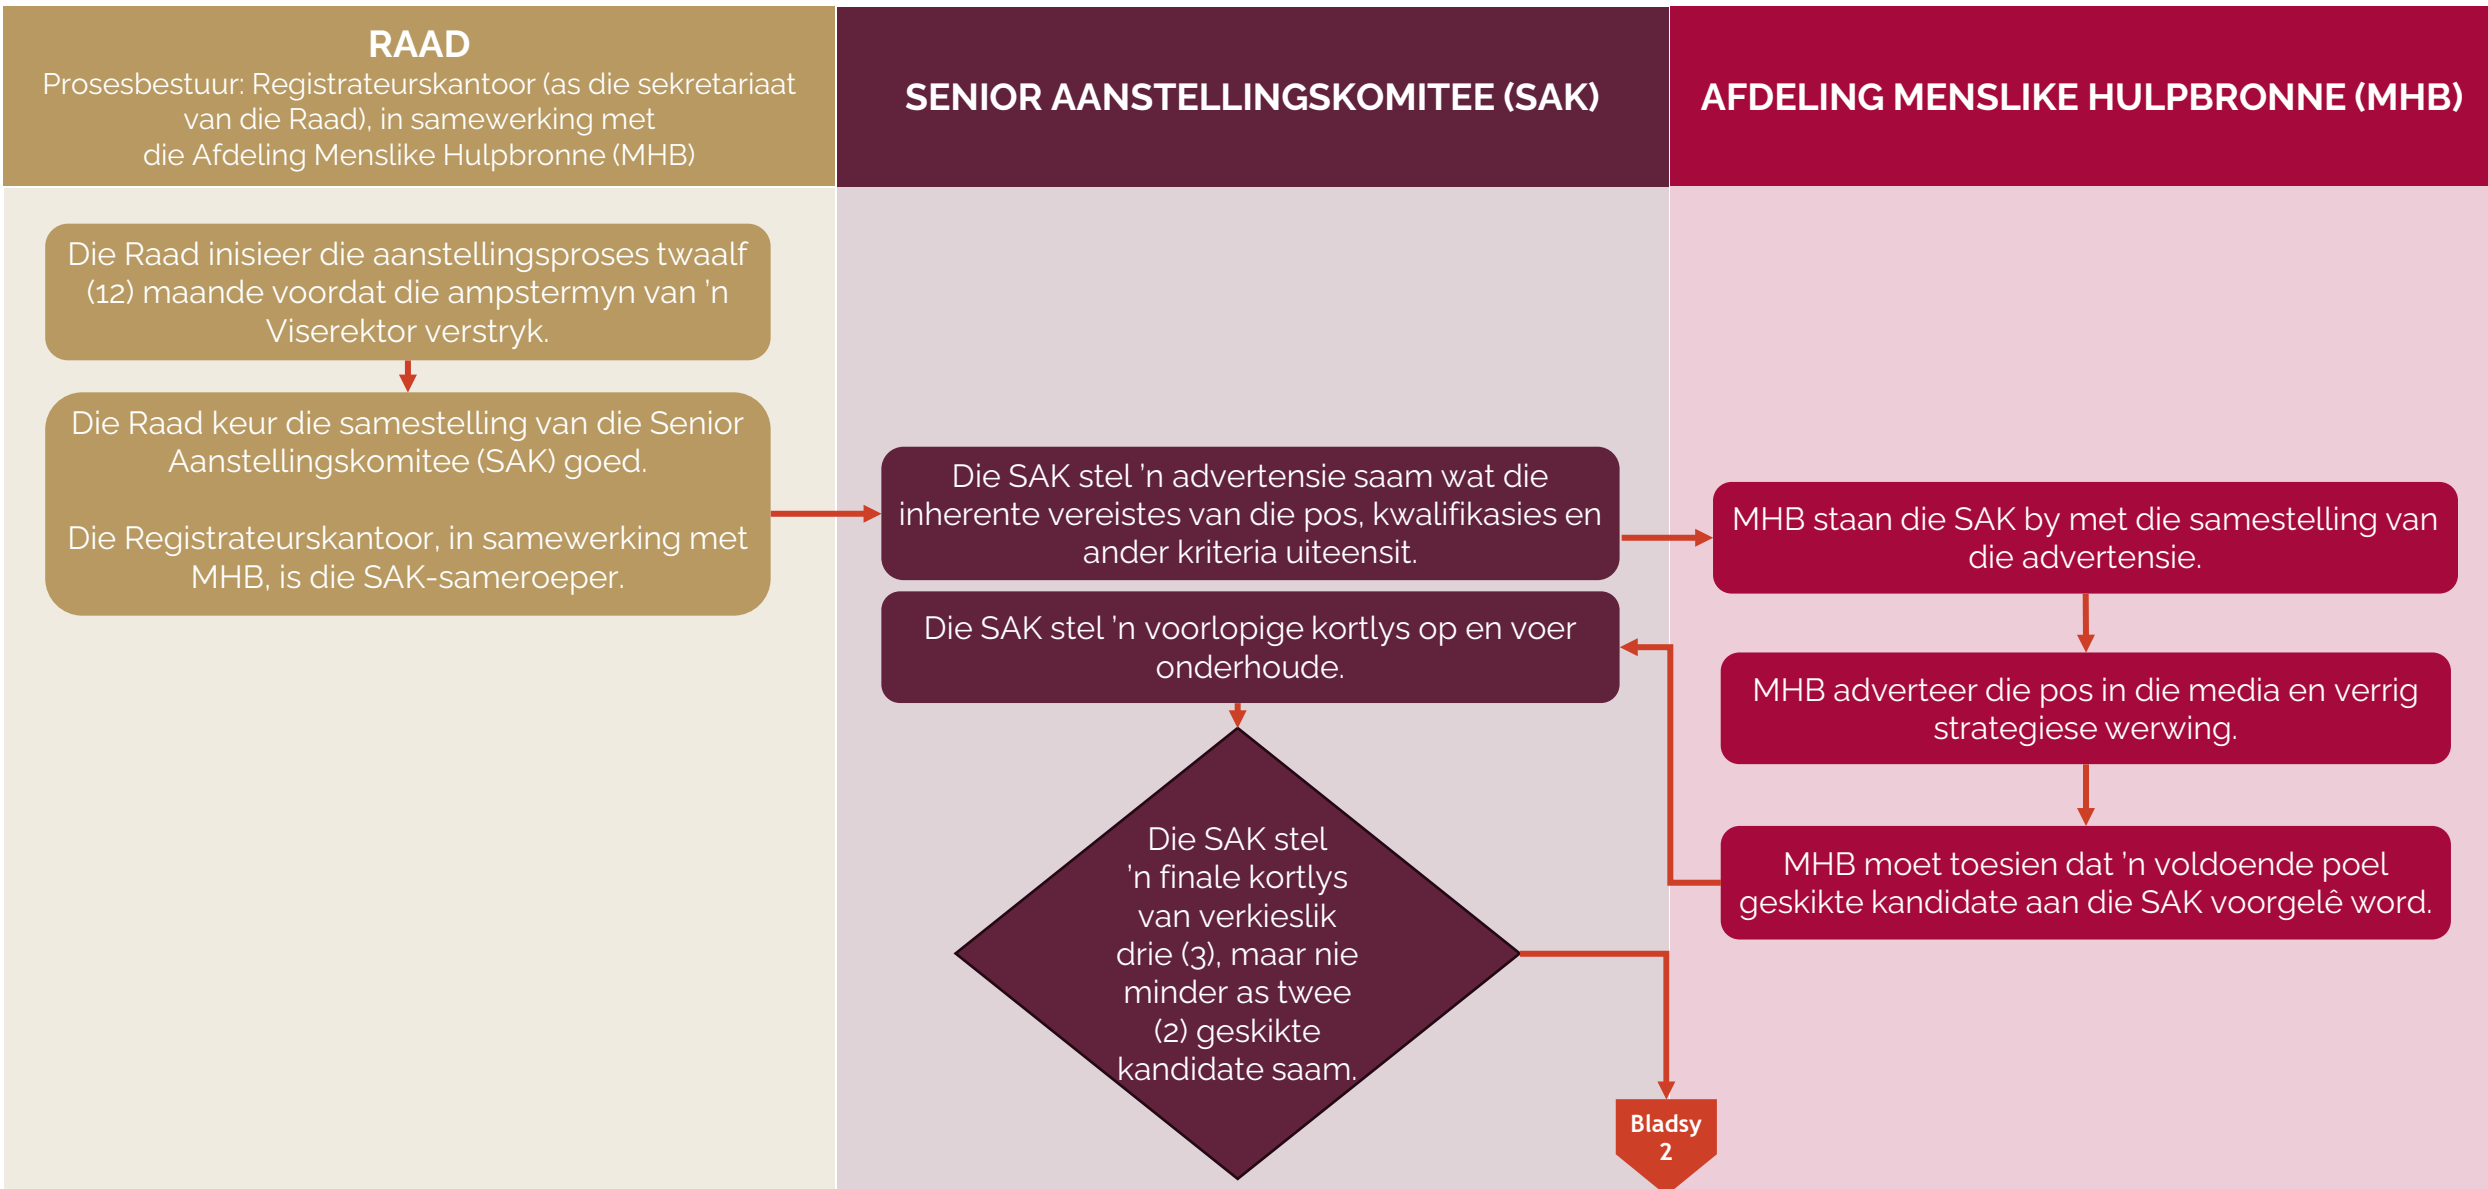 RAAD
Prosesbestuur: Registrateurskantoor (as die sekretariaat
van die Raad), in samewerking met
die Afdeling Menslike Hulpbronne (MHB)
SENIOR AANSTELLINGSKOMITEE (SAK)
AFDELING MENSLIKE HULPBRONNE (MHB)
Die Raad inisieer die aanstellingsproses twaalf
(12) maande voordat die ampstermyn van ’n
Viserektor verstryk.
Die Raad keur die samestelling van die Senior
Aanstellingskomitee (SAK) goed.
Die Registrateurskantoor, in samewerking met
MHB, is die SAK-sameroeper.
Die SAK stel ’n advertensie saam wat die
inherente vereistes van die pos, kwalifikasies en
ander kriteria uiteensit.
MHB staan die SAK by met die samestelling van
die advertensie.
MHB adverteer die pos in die media en verrig
strategiese werwing.
MHB moet toesien dat ’n voldoende poel
geskikte kandidate aan die SAK voorgelê word.
Die SAK stel ’n voorlopige kortlys op en voer
onderhoude.
Die SAK stel
’n finale kortlys
van verkieslik
drie (3), maar nie
minder as twee
(2) geskikte
kandidate saam.
Bladsy
2